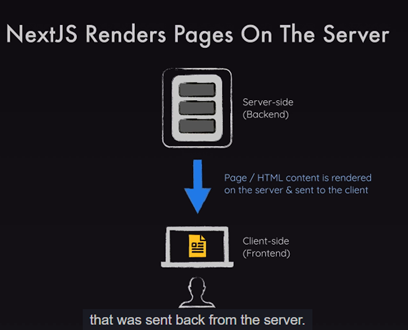 NextJS Renders Pages On The Server
Server-side
(Backend)
Page / HTML content is rendered
on the server & sent to the client
Client-side
(Frontend)
that was sent back from the server.